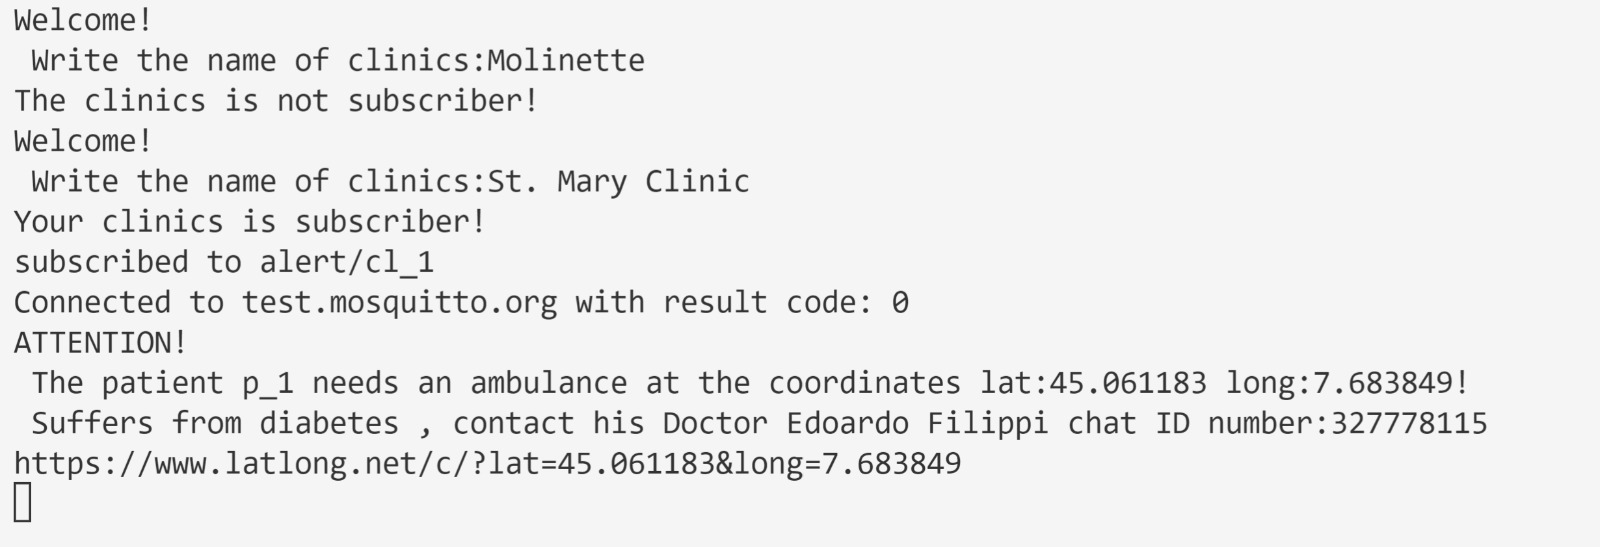 Welcome!
Write the name of clinics:Molinette
The clinics is not subscriber!
Welcome!
Write the name of clinics:St. Mary Clinic
Your clinics is subscriber!
subscribed to alert/cl_1
Connected to test.mosquitto.org with result code: 0
ATTENTION!
The patient p_1 needs an ambulance at the coordinates lat:45.061183 long:7.683849!
Suffers from diabetes , contact his Doctor Edoardo Filippi chat ID number:327778115
https://www.latlong.net/c/?lat=45.061183&long=7.683849